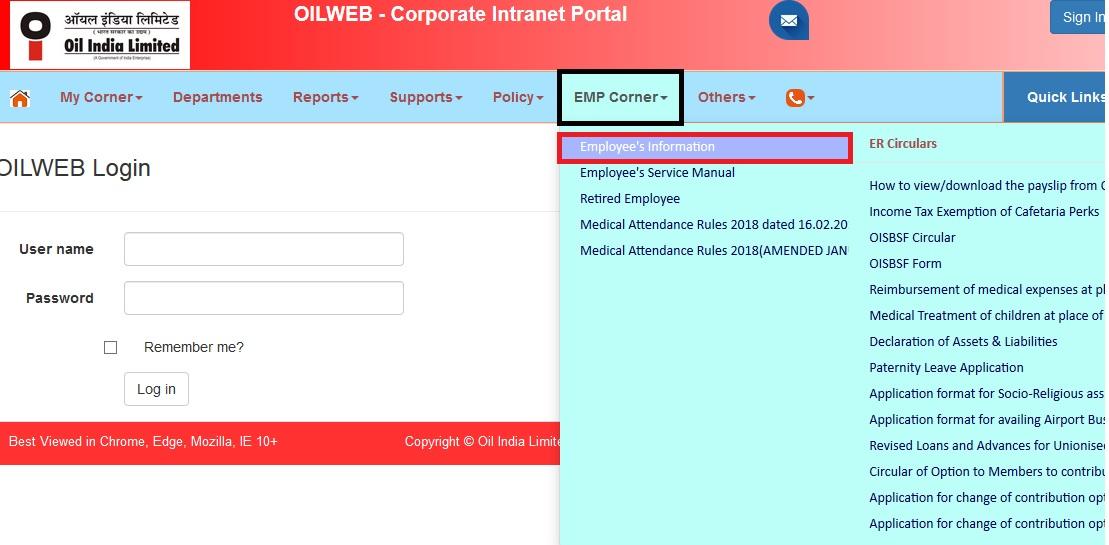 ऑयल इंडिया लिमिटेड
( भारत सरकार का उद्यम )
Oil India Limited
(A Government of India Enterprise)
OILWEB - Corporate Intranet Portal
Sign In
My Corner
Departments
Reports
Supports
Policy
EMP Corner
Others
Quick Links
OILWEB Login
User name
Password
Remember me?
Log in
Best Viewed in Chrome, Edge, Mozilla, IE 10+
Copyright © Oil India Limite
Employee's Information
Employee's Service Manual
Retired Employee
Medical Attendance Rules 2018 dated 16.02.20
Medical Attendance Rules 2018(AMENDED JAN
ER Circulars
How to view/download the payslip from
Income Tax Exemption of Cafetaria Perks
OISBSF Circular
OISBSF Form
Reimbursement of medical expenses at pl
Medical Treatment of children at place of
Declaration of Assets & Liabilities
Paternity Leave Application
Application format for Socio-Religious ass
Application format for availing Airport Bus
Revised Loans and Advances for Unionised
Circular of Option to Members to contribu
Application for change of contribution opt
Application for change of contribution opt